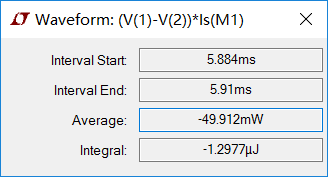 Waveform: (V(1)-V(2))*Is(M1)
Interval Start: 5.884ms
Interval End: 5.91ms
Average: -49.912mW
Integral: -1.2977µJ